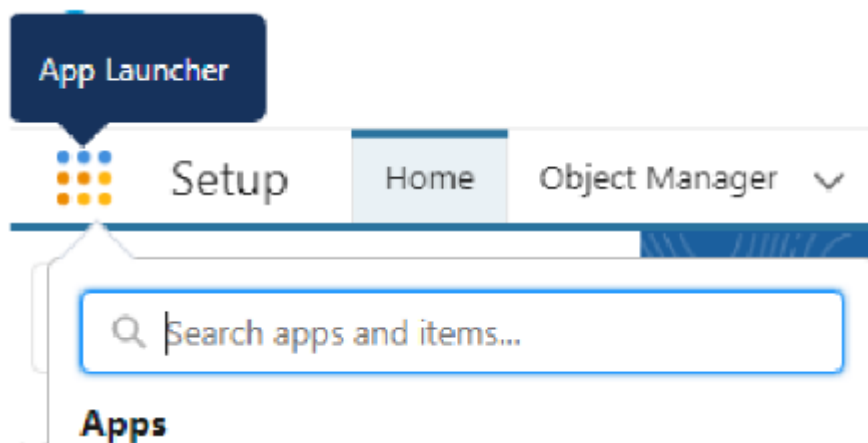 App Launcher
Setup Home Object Manager
Search apps and items...
Apps